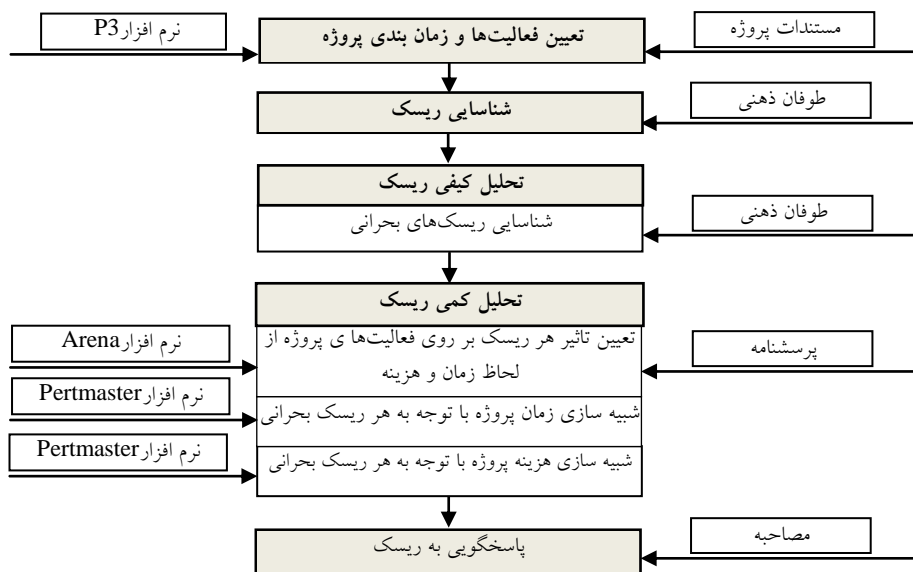 نرم افزارP3
تعیین فعالیت‌ها و زمان بندی پروژه
مستندات پروژه
شناسایی ریسک
طوفان ذهنی
تحلیل کیفی ریسک
شناسایی ریسک‌های بحرانی
طوفان ذهنی
تحلیل کمی ریسک
تعیین تاثیر هر ریسک بر روی فعالیت‌ها ی پروژه از
لحاظ زمان و هزینه
نرم افزارArena
پرسشنامه
شبیه سازی زمان پروژه با توجه به هر ریسک بحرانی
نرم افزارPertmaster
شبیه سازی هزینه پروژه با توجه به هر ریسک بحرانی
نرم افزارPertmaster
پاسخگویی به ریسک
مصاحبه